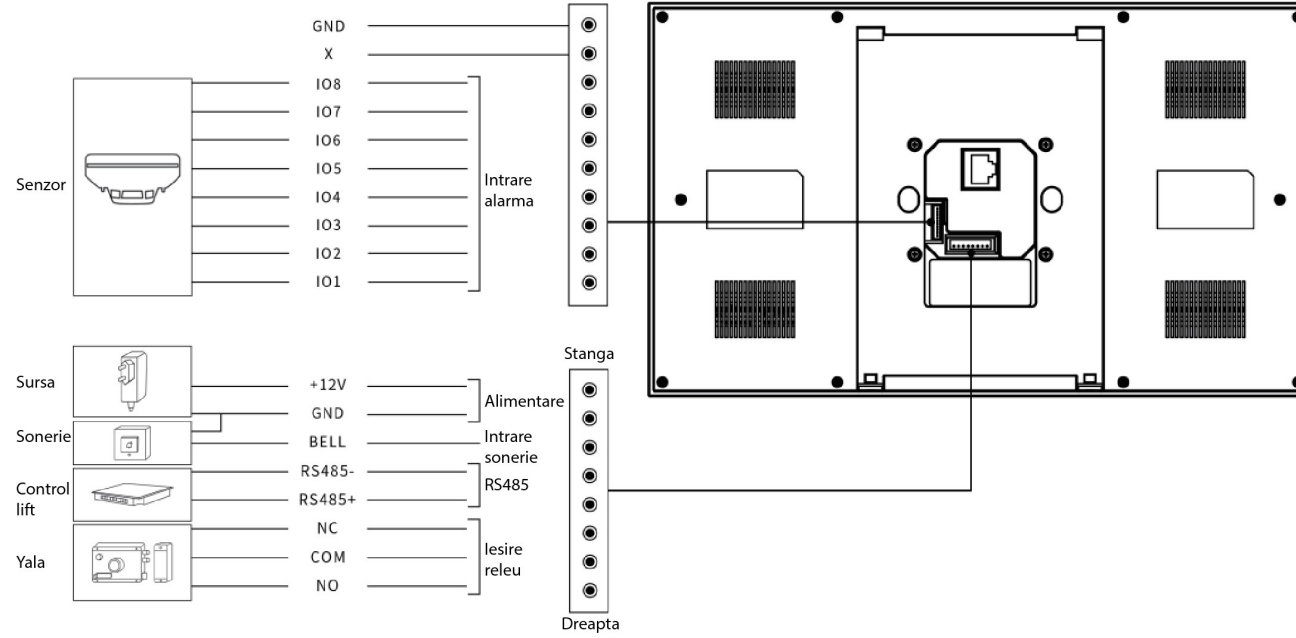 GND
X
IO8
IO7
IO6
IO5
IO4
IO3
IO2
IO1
Senzor
Intrare
alarma
Stanga
Sursa
+12V
GND
Alimentare
Sonerie
BELL
Intrare
sonerie
Control
lift
RS485-
RS485+
RS485
Yala
NC
COM
NO
Iesire
releu
Dreapta